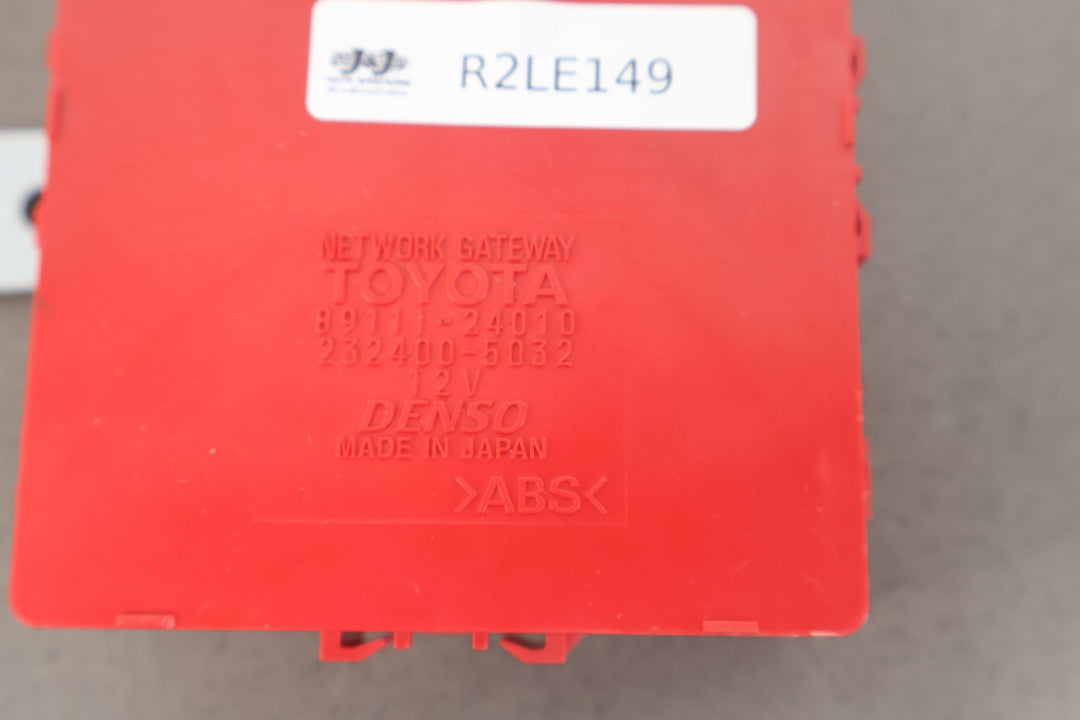 J&J
R2LE149
NETWORK GATEWAY
TOYOTA
89111-24010
232400-5032
12V
DENSO
MADE IN JAPAN
>ABS<